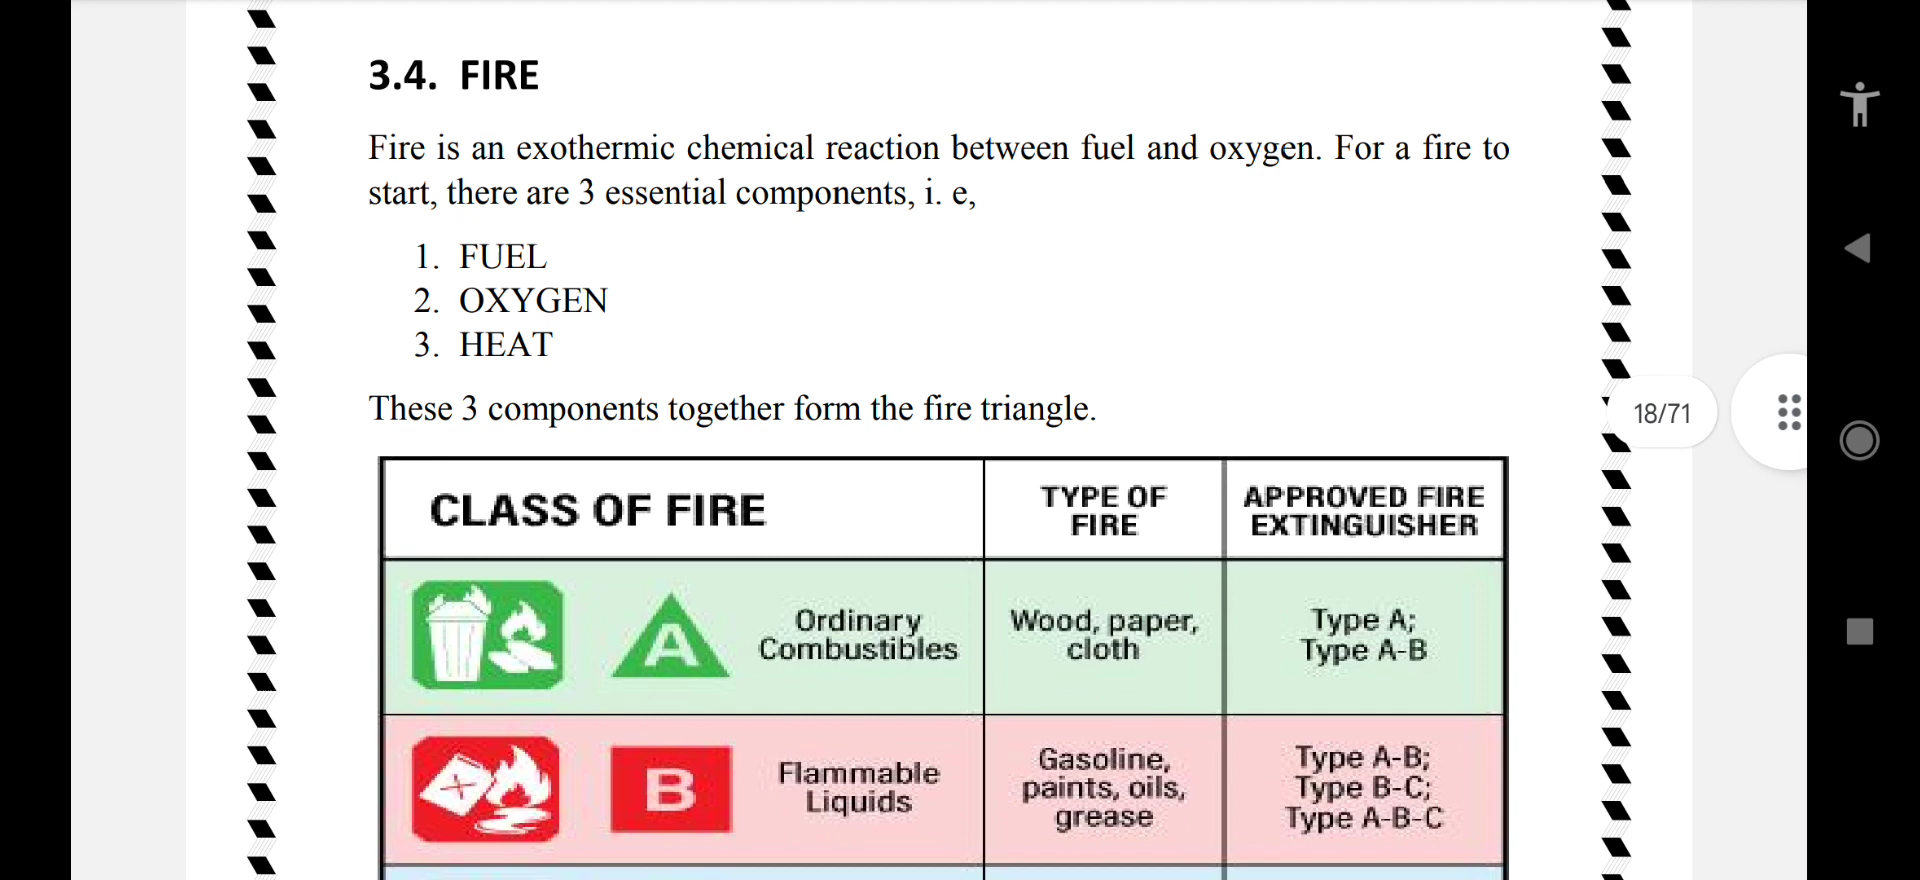 3.4. FIRE
Fire is an exothermic chemical reaction between fuel and oxygen. For a fire to
start, there are 3 essential components, i. e,
1. FUEL
2. OXYGEN
3. HEAT
These 3 components together form the fire triangle.
18/71
CLASS OF FIRE
TYPE OF
FIRE
APPROVED FIRE
EXTINGUISHER
A
Ordinary
Combustibles
Wood, paper,
cloth
Type A;
Type A-B
B
Flammable
Liquids
Gasoline,
paints, oils,
grease
Type A-B;
Type B-C;
Type A-B-C